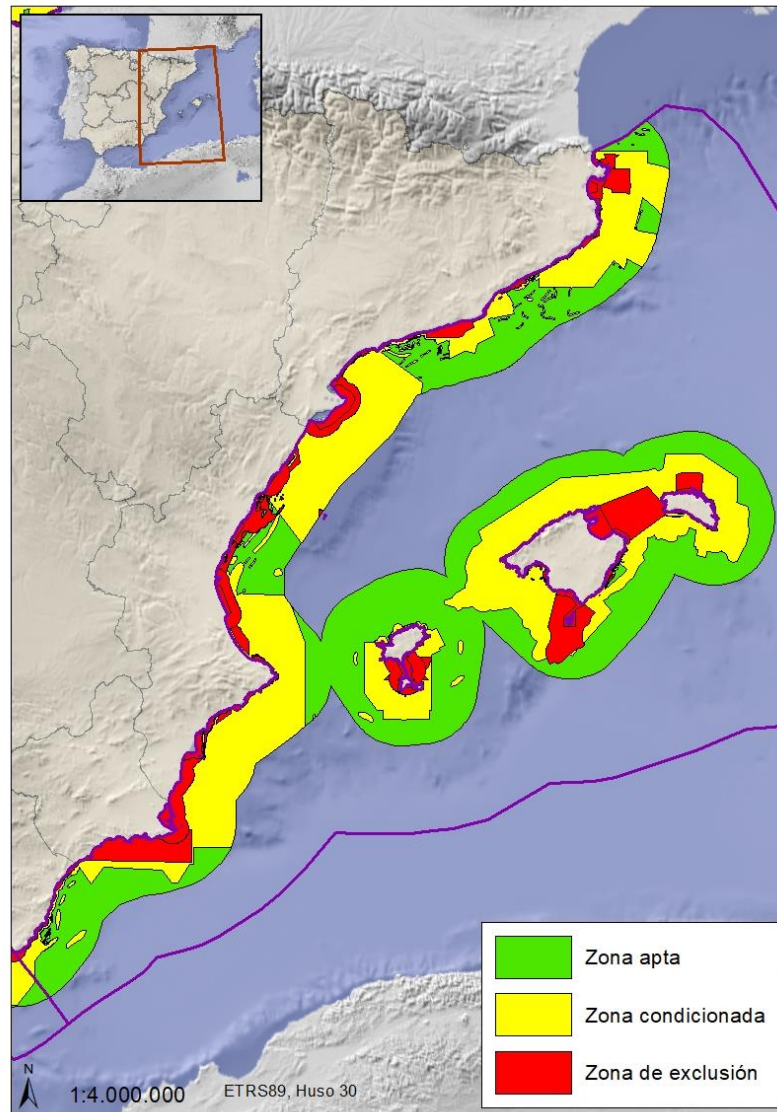 Zona apta
Zona condicionada
Zona de exclusión
N
1:4.000.000
ETRS89, Huso 30